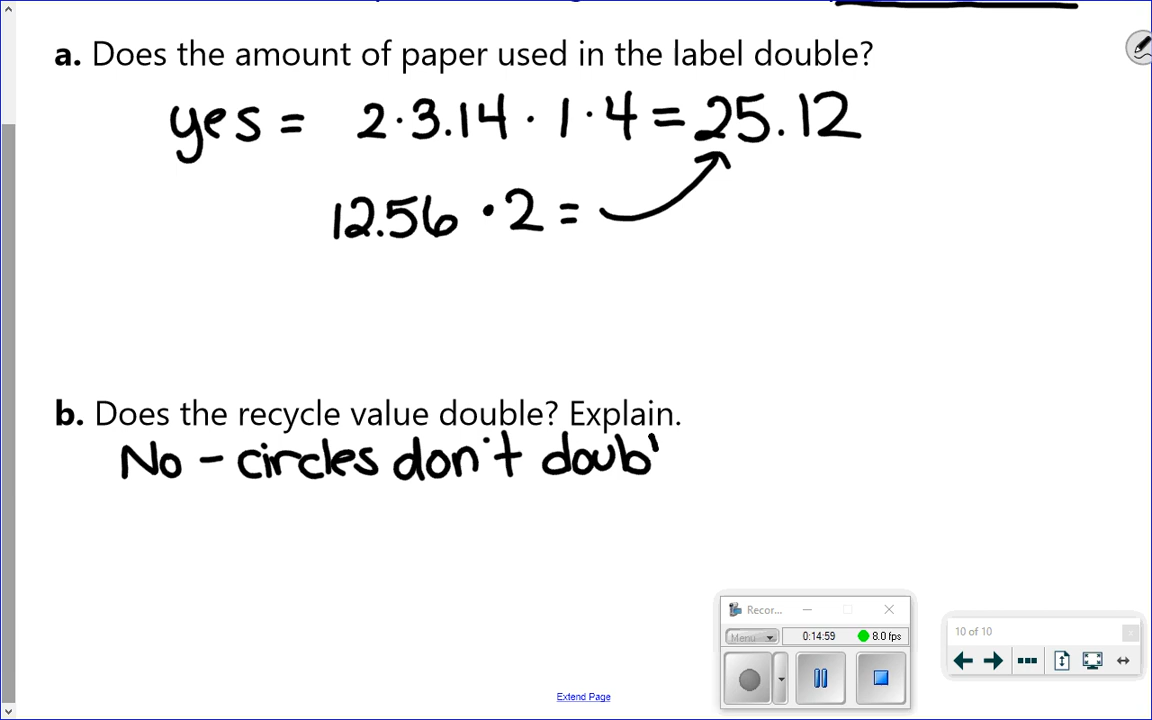 a. Does the amount of paper used in the label double?
yes = 2·3.14·1·4=25.12
12.56·2=
b. Does the recycle value double? Explain.
No - circles don't doub'
Recor...
Menu
0:14:59
8.0 fps
10 of 10
Extend Page